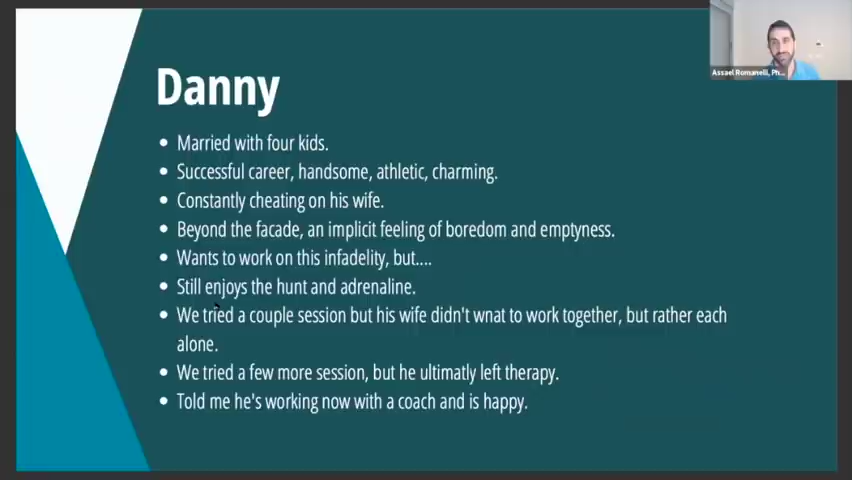 Danny
Married with four kids.
Successful career, handsome, athletic, charming.
Constantly cheating on his wife.
Beyond the facade, an implicit feeling of boredom and emptyness.
Wants to work on this infadelity, but....
Still enjoys the hunt and adrenaline.
We tried a couple session but his wife didn't wnat to work together, but rather each
alone.
We tried a few more session, but he ultimatly left therapy.
Told me he's working now with a coach and is happy.
Assael Romanelli, Ph...